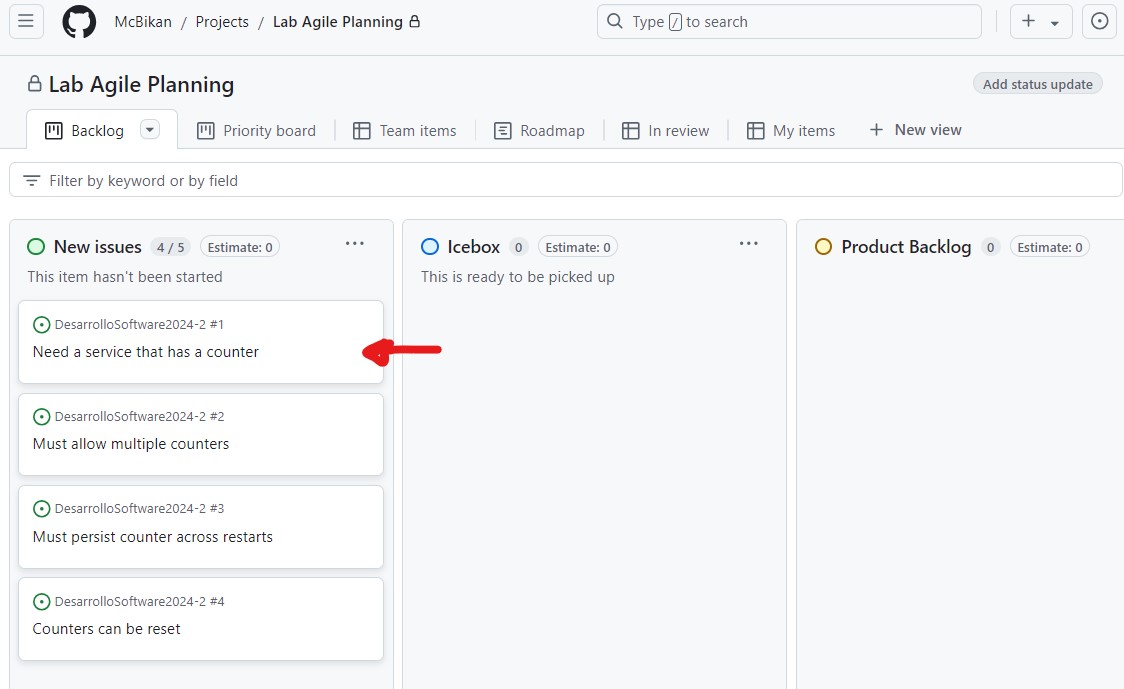 McBikan / Projects / Lab Agile Planning
Type / to search
Lab Agile Planning
Add status update
Backlog
Priority board
Team items
Roadmap
In review
My items
+ New view
Filter by keyword or by field
New issues 4 / 5 Estimate: 0
This item hasn't been started
DesarrolloSoftware2024-2 #1
Need a service that has a counter
DesarrolloSoftware2024-2 #2
Must allow multiple counters
DesarrolloSoftware2024-2 #3
Must persist counter across restarts
DesarrolloSoftware2024-2 #4
Counters can be reset
Icebox 0 Estimate: 0
This is ready to be picked up
Product Backlog 0 Estimate: 0